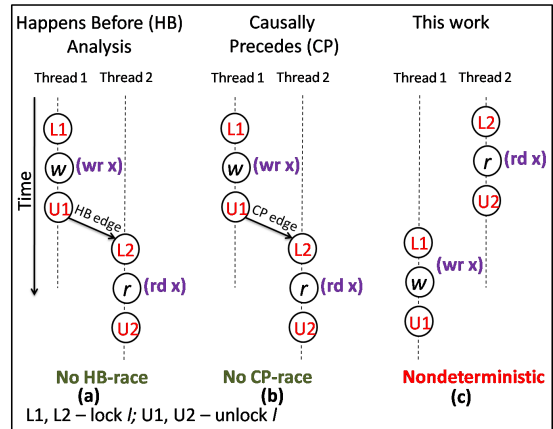 Happens Before (HB) Analysis
Causally Precedes (CP)
This work
Thread 1 Thread 2
Thread 1 Thread 2
Thread 1 Thread 2
Time
L1
w (wr x)
U1
HB edge
L2
r (rd x)
U2
No HB-race
(a)
L1
w (wr x)
U1
CP edge
L2
r (rd x)
U2
No CP-race
(b)
L2
r (rd x)
U2
L1
(wr x)
w
U1
Nondeterministic
(c)
L1, L2 – lock l; U1, U2 – unlock l